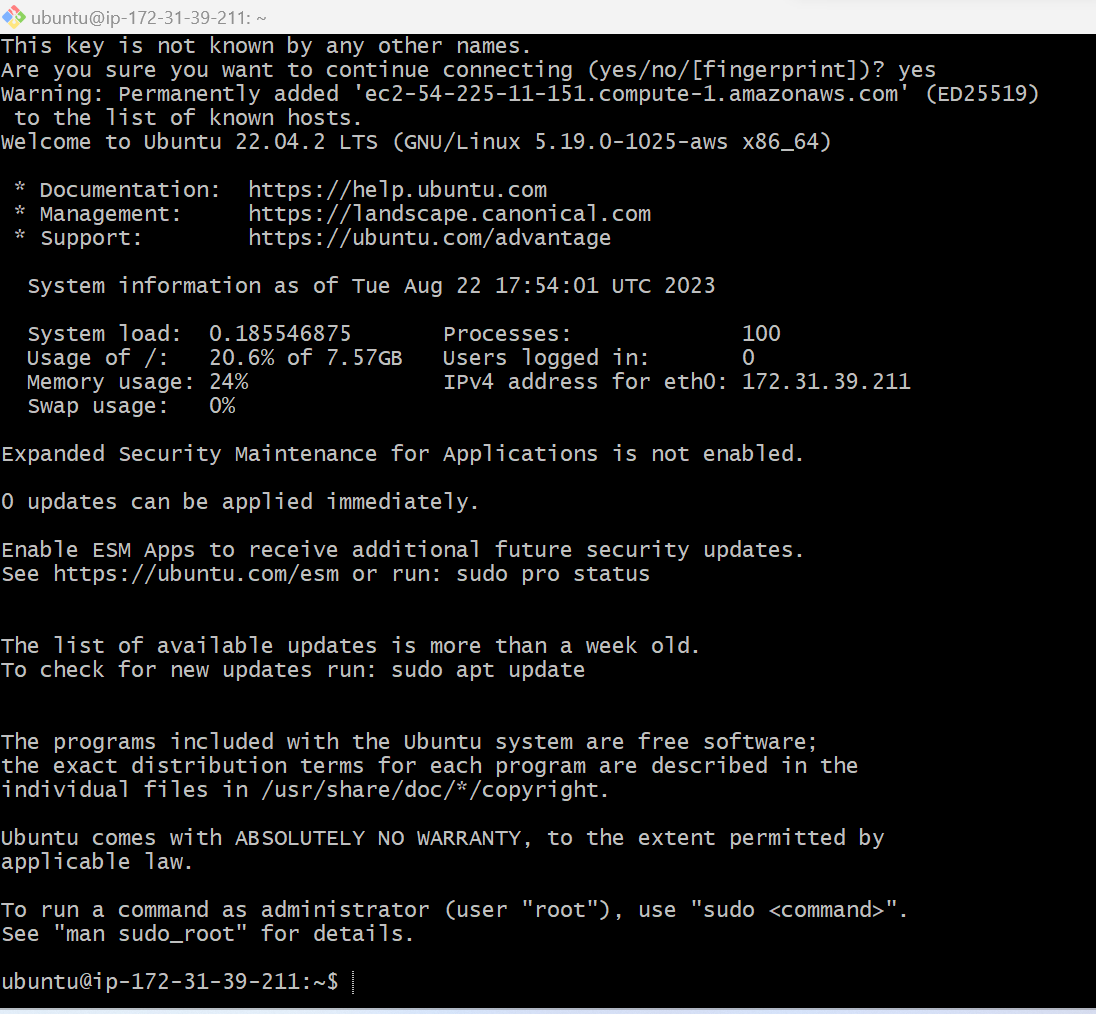 ubuntu@ip-172-31-39-211: ~
This key is not known by any other names.
Are you sure you want to continue connecting (yes/no/[fingerprint])? yes
Warning: Permanently added 'ec2-54-225-11-151.compute-1.amazonaws.com' (ED25519)
 to the list of known hosts.
Welcome to Ubuntu 22.04.2 LTS (GNU/Linux 5.19.0-1025-aws x86_64)

 * Documentation:  https://help.ubuntu.com
 * Management:     https://landscape.canonical.com
 * Support:        https://ubuntu.com/advantage

  System information as of Tue Aug 22 17:54:01 UTC 2023

  System load:  0.185546875       Processes:             100
  Usage of /:   20.6% of 7.57GB   Users logged in:       0
  Memory usage: 24%               IPv4 address for eth0: 172.31.39.211
  Swap usage:   0%

Expanded Security Maintenance for Applications is not enabled.

0 updates can be applied immediately.

Enable ESM Apps to receive additional future security updates.
See https://ubuntu.com/esm or run: sudo pro status


The list of available updates is more than a week old.
To check for new updates run: sudo apt update


The programs included with the Ubuntu system are free software;
the exact distribution terms for each program are described in the
individual files in /usr/share/doc/*/copyright.

Ubuntu comes with ABSOLUTELY NO WARRANTY, to the extent permitted by
applicable law.

To run a command as administrator (user "root"), use "sudo <command>".
See "man sudo_root" for details.

ubuntu@ip-172-31-39-211:~$